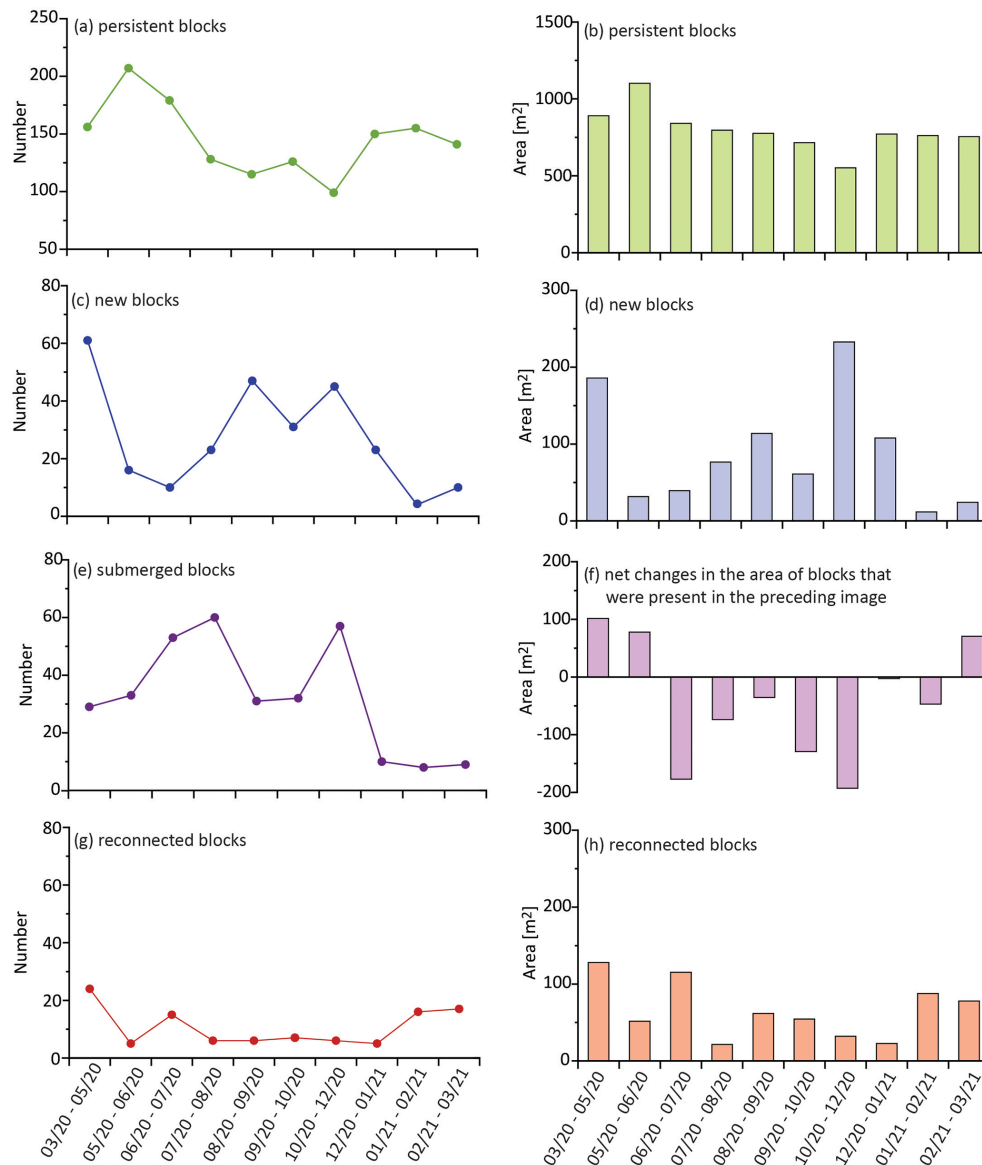 (a) persistent blocks
Number
250
200
150
100
50
(b) persistent blocks
Area [m²]
1500
1000
500
0
(c) new blocks
Number
80
60
40
20
0
(d) new blocks
Area [m²]
300
200
100
0
(e) submerged blocks
Number
80
60
40
20
0
(f) net changes in the area of blocks that
were present in the preceding image
Area [m²]
200
100
0
-100
-200
(g) reconnected blocks
Number
80
60
40
20
0
03/20 - 05/20
05/20 - 06/20
06/20 - 07/20
07/20 - 08/20
08/20 - 09/20
09/20 - 10/20
10/20 - 12/20
12/20 - 01/21
01/21 - 02/21
02/21 - 03/21
(h) reconnected blocks
Area [m²]
300
200
100
0
03/20 - 05/20
05/20 - 06/20
06/20 - 07/20
07/20 - 08/20
08/20 - 09/20
09/20 - 10/20
10/20 - 12/20
12/20 - 01/21
01/21 - 02/21
02/21 - 03/21